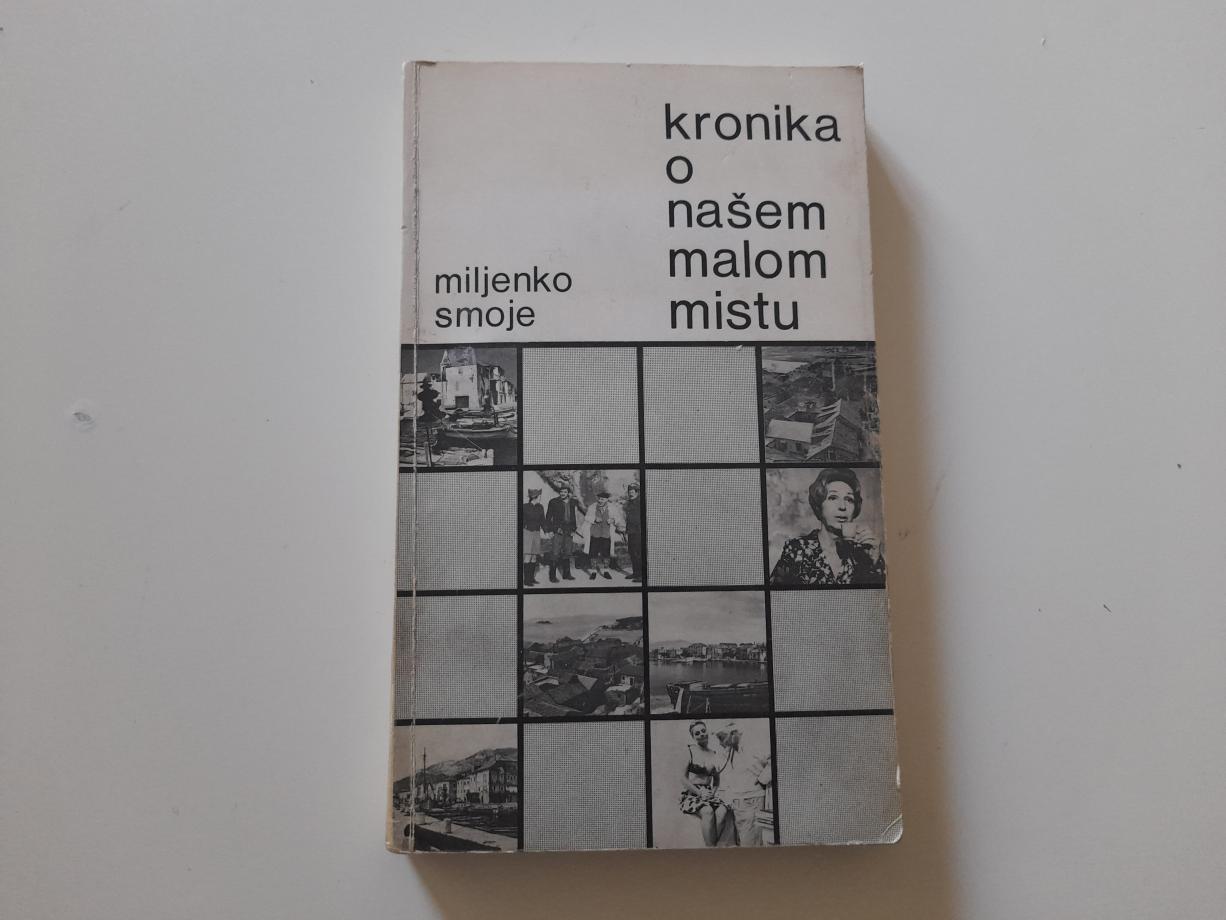 kronika
o
našem
malom
mistu
miljenko
smoje